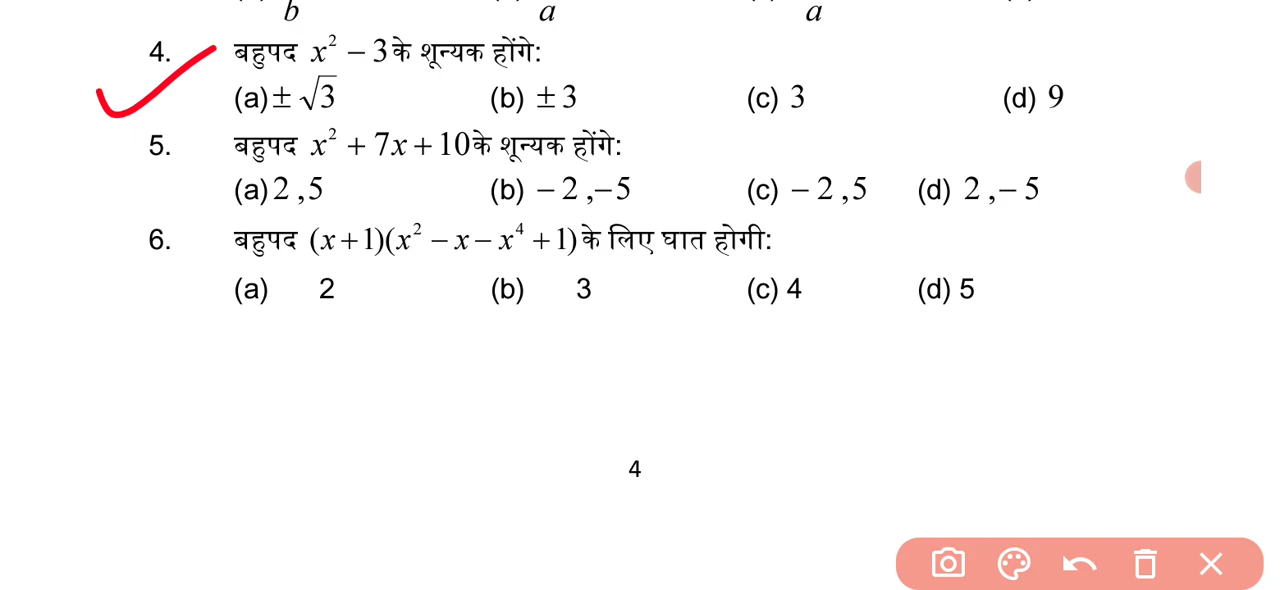 b a a
4. बहुपद x² − 3 के शून्यक होंगे:
(a) ± √3 (b) ± 3 (c) 3 (d) 9
5. बहुपद x² + 7x + 10 के शून्यक होंगे:
(a) 2 ,5 (b) − 2 ,−5 (c) − 2 ,5 (d) 2 ,− 5
6. बहुपद (x+1)(x² − x − x⁴ + 1) के लिए घात होगी:
(a) 2 (b) 3 (c) 4 (d) 5
4